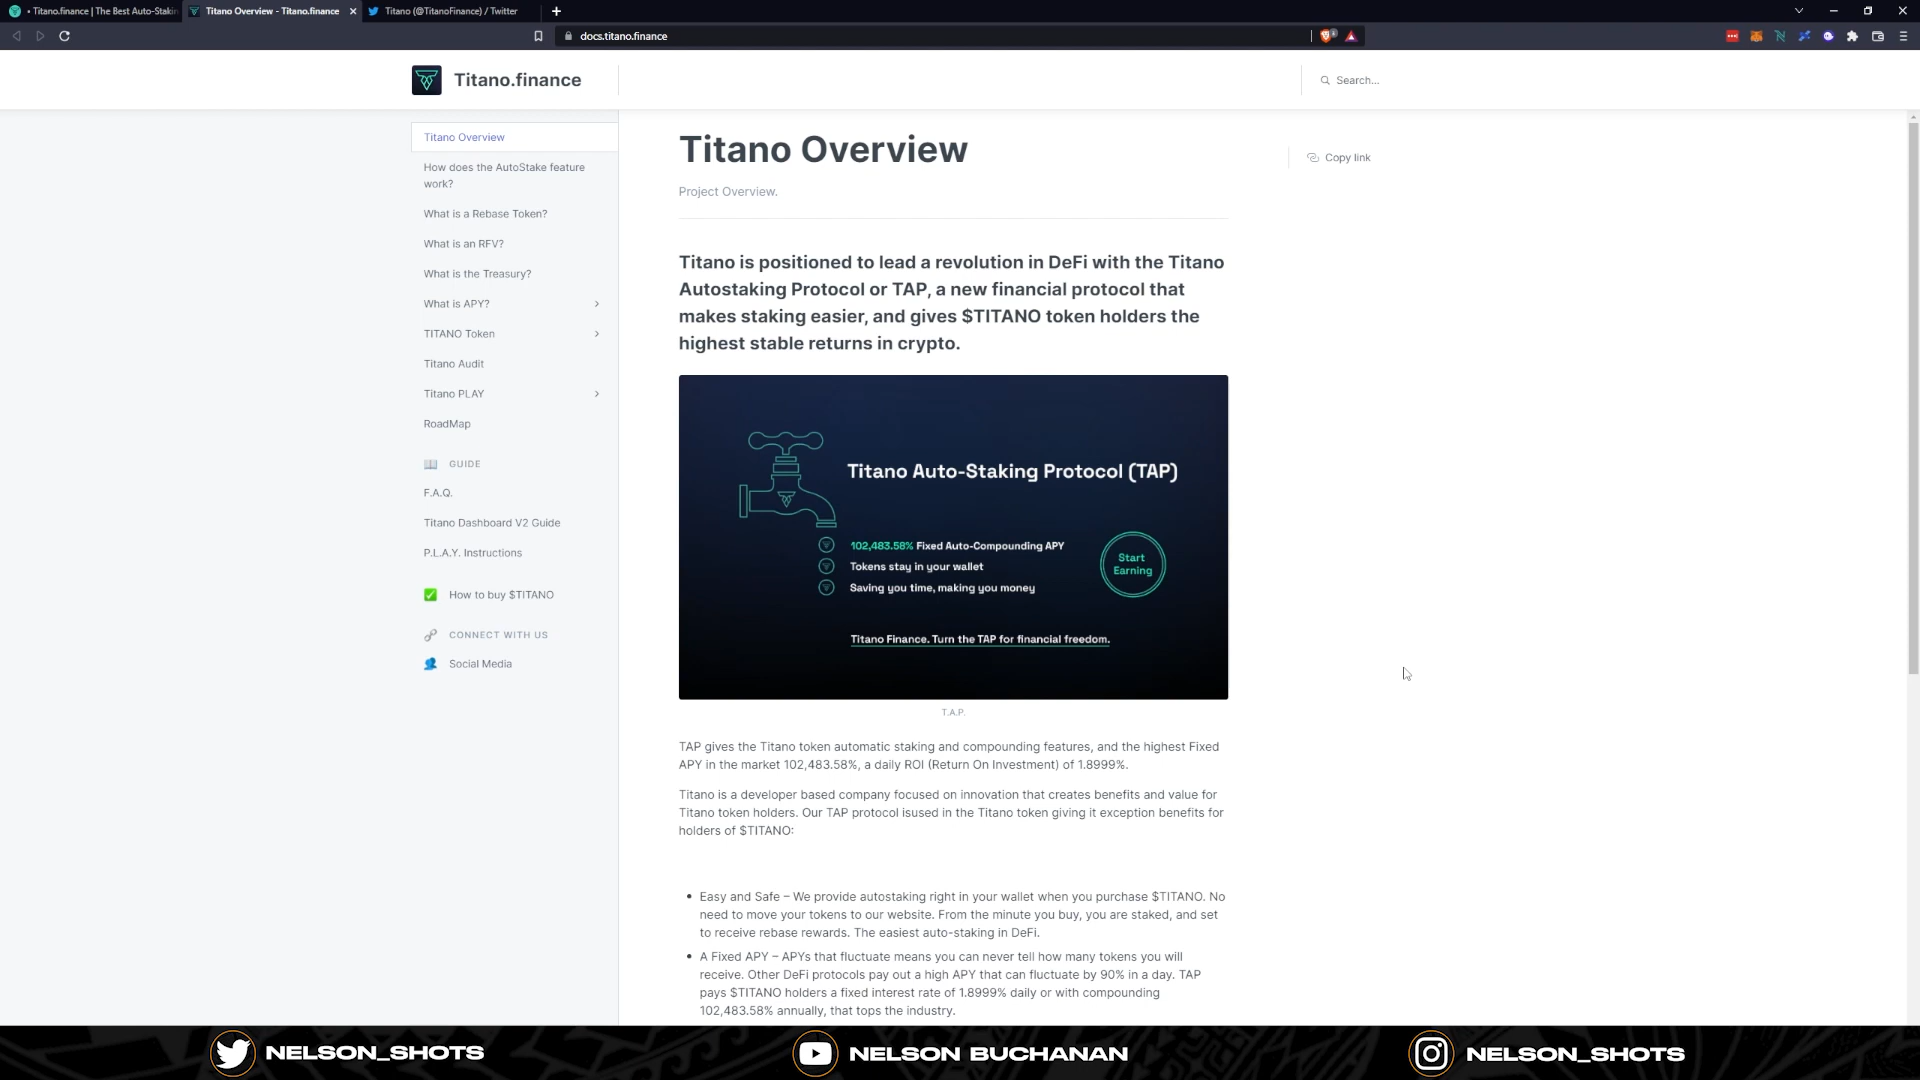 • Titano.finance | The Best Auto-Stakin
Titano Overview - Titano.finance
Titano (@TitanoFinance) / Twitter
docs.titano.finance
Titano.finance
Search...
Titano Overview
How does the AutoStake feature
work?
What is a Rebase Token?
What is an RFV?
What is the Treasury?
What is APY?
TITANO Token
Titano Audit
Titano PLAY
RoadMap
GUIDE
F.A.Q.
Titano Dashboard V2 Guide
P.L.A.Y. Instructions
How to buy $TITANO
CONNECT WITH US
Social Media
Titano Overview
Copy link
Project Overview.
Titano is positioned to lead a revolution in DeFi with the Titano
Autostaking Protocol or TAP, a new financial protocol that
makes staking easier, and gives $TITANO token holders the
highest stable returns in crypto.
Titano Auto-Staking Protocol (TAP)
102,483.58% Fixed Auto-Compounding APY
Tokens stay in your wallet
Saving you time, making you money
Start
Earning
Titano Finance. Turn the TAP for financial freedom.
T.A.P.
TAP gives the Titano token automatic staking and compounding features, and the highest Fixed
APY in the market 102,483.58%, a daily ROI (Return On Investment) of 1.8999%.
Titano is a developer based company focused on innovation that creates benefits and value for
Titano token holders. Our TAP protocol isused in the Titano token giving it exception benefits for
holders of $TITANO:
• Easy and Safe – We provide autostaking right in your wallet when you purchase $TITANO. No
need to move your tokens to our website. From the minute you buy, you are staked, and set
to receive rebase rewards. The easiest auto-staking in DeFi.
• A Fixed APY – APYs that fluctuate means you can never tell how many tokens you will
receive. Other DeFi protocols pay out a high APY that can fluctuate by 90% in a day. TAP
pays $TITANO holders a fixed interest rate of 1.8999% daily or with compounding
102,483.58% annually, that tops the industry.
NELSON_SHOTS
NELSON BUCHANAN
NELSON_SHOTS